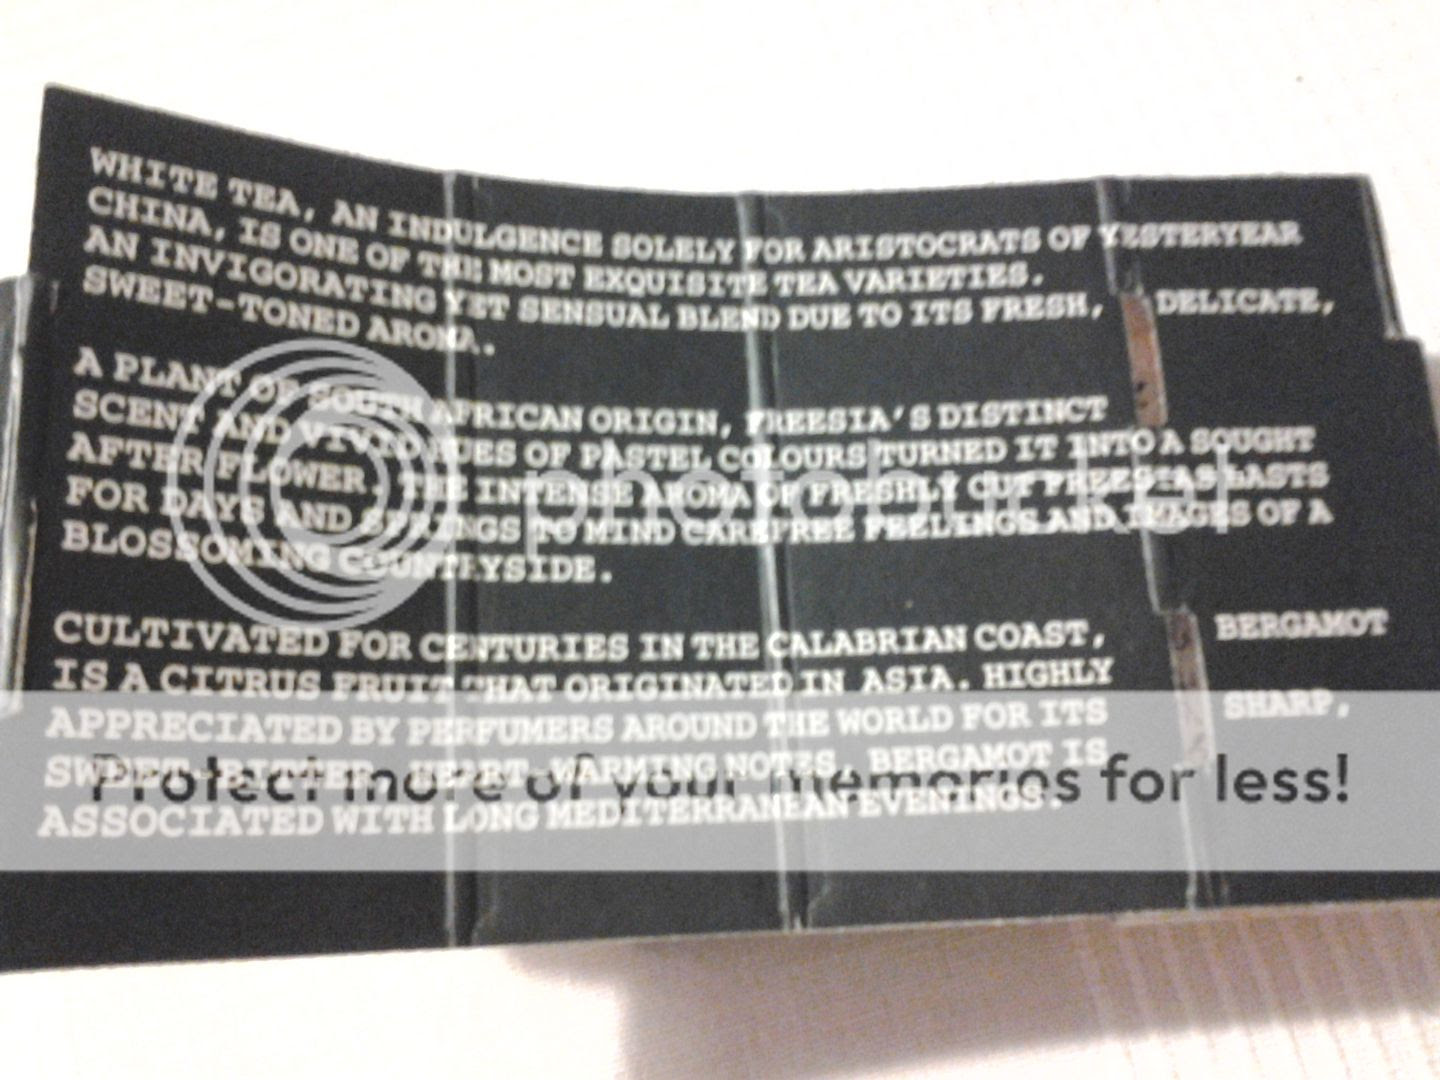 WHITE TEA, AN INDULGENCE SOLELY FOR ARISTOCRATS OF YESTERYEAR
CHINA, IS ONE OF THE MOST EXQUISITE TEA VARIETIES.
AN INVIGORATING YET SENSUAL BLEND DUE TO ITS FRESH, DELICATE,
SWEET-TONED AROMA.
A PLANT OF SOUTH AFRICAN ORIGIN, FREESIA'S DISTINCT
SCENT AND VIVID HUES OF PASTEL COLOURS TURNED IT INTO A SOUGHT
AFTER FLOWER. THE INTENSE AROMA OF FRESHLY CUT FREESIAS LASTS
FOR DAYS AND SPRINGS TO MIND CAREFREE FEELINGS AND IMAGES OF A
BLOSSOMING COUNTRYSIDE.
photobucket
CULTIVATED FOR CENTURIES IN THE CALABRIAN COAST, BERGAMOT
IS A CITRUS FRUIT THAT ORIGINATED IN ASIA. HIGHLY
APPRECIATED BY PERFUMERS AROUND THE WORLD FOR ITS SHARP,
SWEET-BITTER, HEART-WARMING NOTES, BERGAMOT IS
Protect more of your memories for less!
ASSOCIATED WITH LONG MEDITERRANEAN EVENINGS.